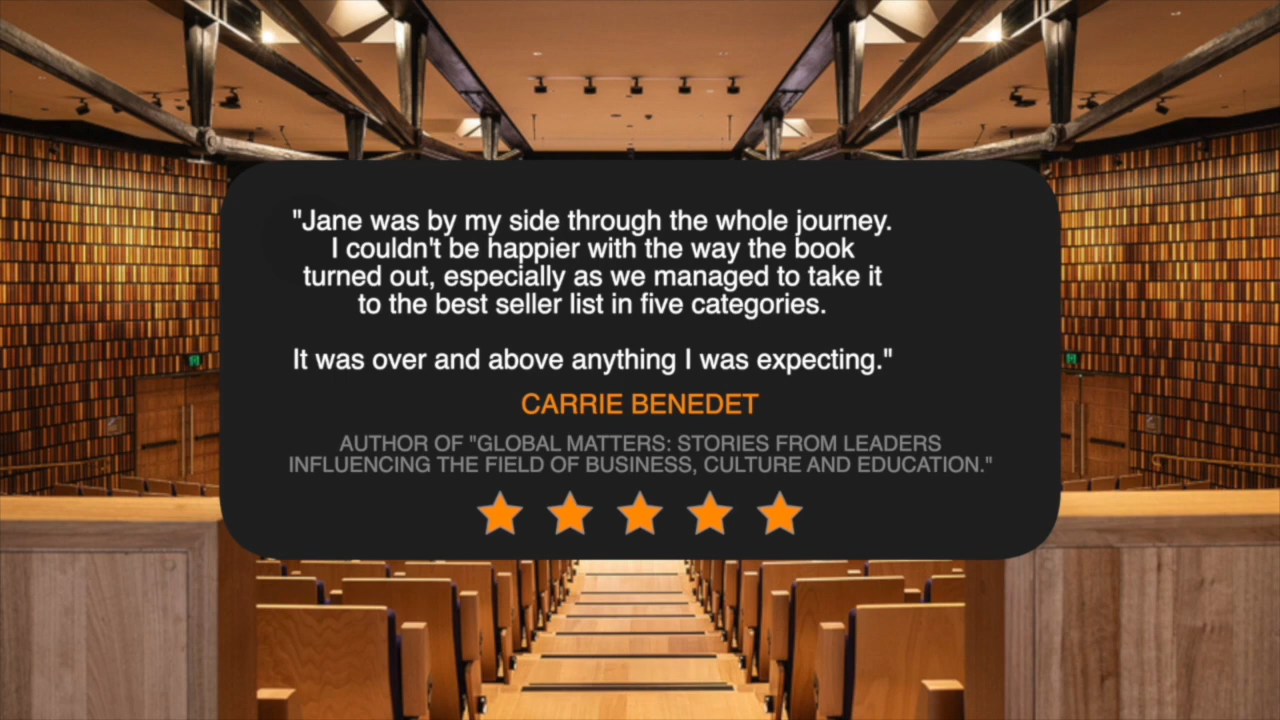 "Jane was by my side through the whole journey.
I couldn't be happier with the way the book
turned out, especially as we managed to take it
to the best seller list in five categories.
It was over and above anything I was expecting."
CARRIE BENEDET
AUTHOR OF "GLOBAL MATTERS: STORIES FROM LEADERS
INFLUENCING THE FIELD OF BUSINESS, CULTURE AND EDUCATION."